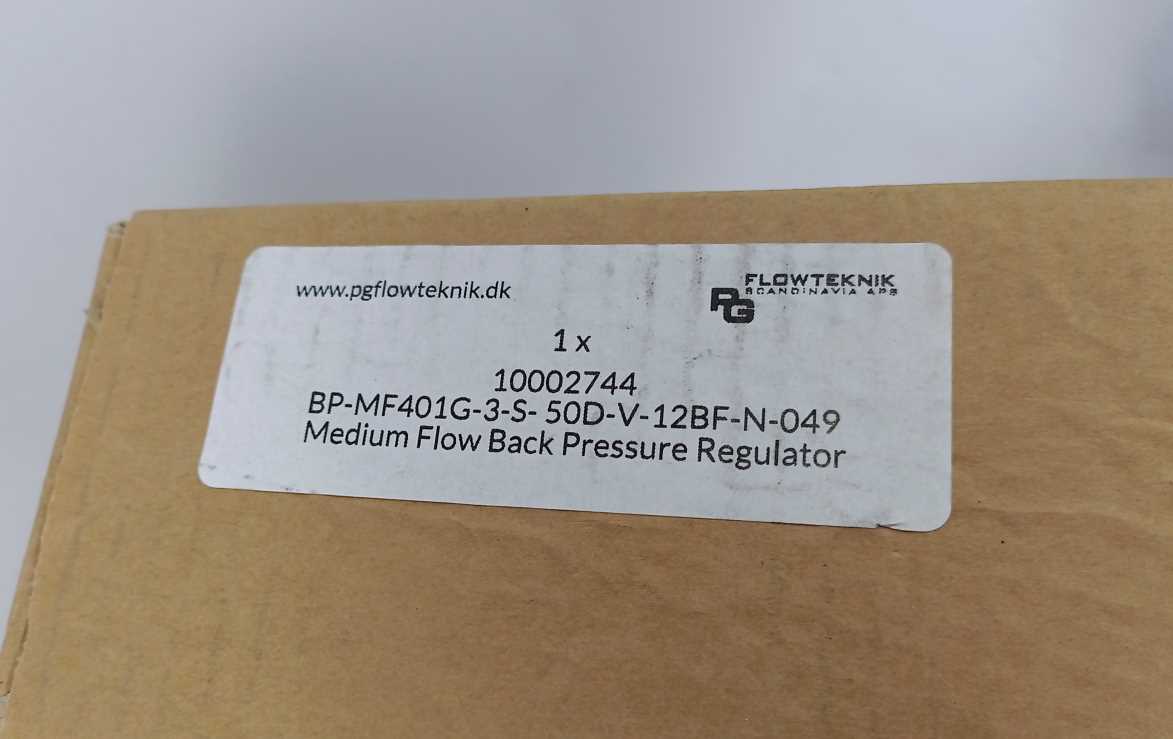 www.pgflowteknik.dk
PG FLOWTEKNIK
SCANDINAVIA APS
1 x
10002744
BP-MF401G-3-S- 50D-V-12BF-N-049
Medium Flow Back Pressure Regulator